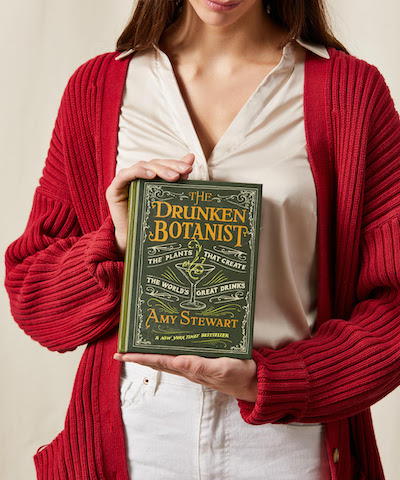 THE
DRUNKEN
BOTANIST
THE PLANTS THAT CREATE
THE WORLD'S GREAT DRINKS
AMY STEWART
A NEW YORK TIMES BESTSELLER